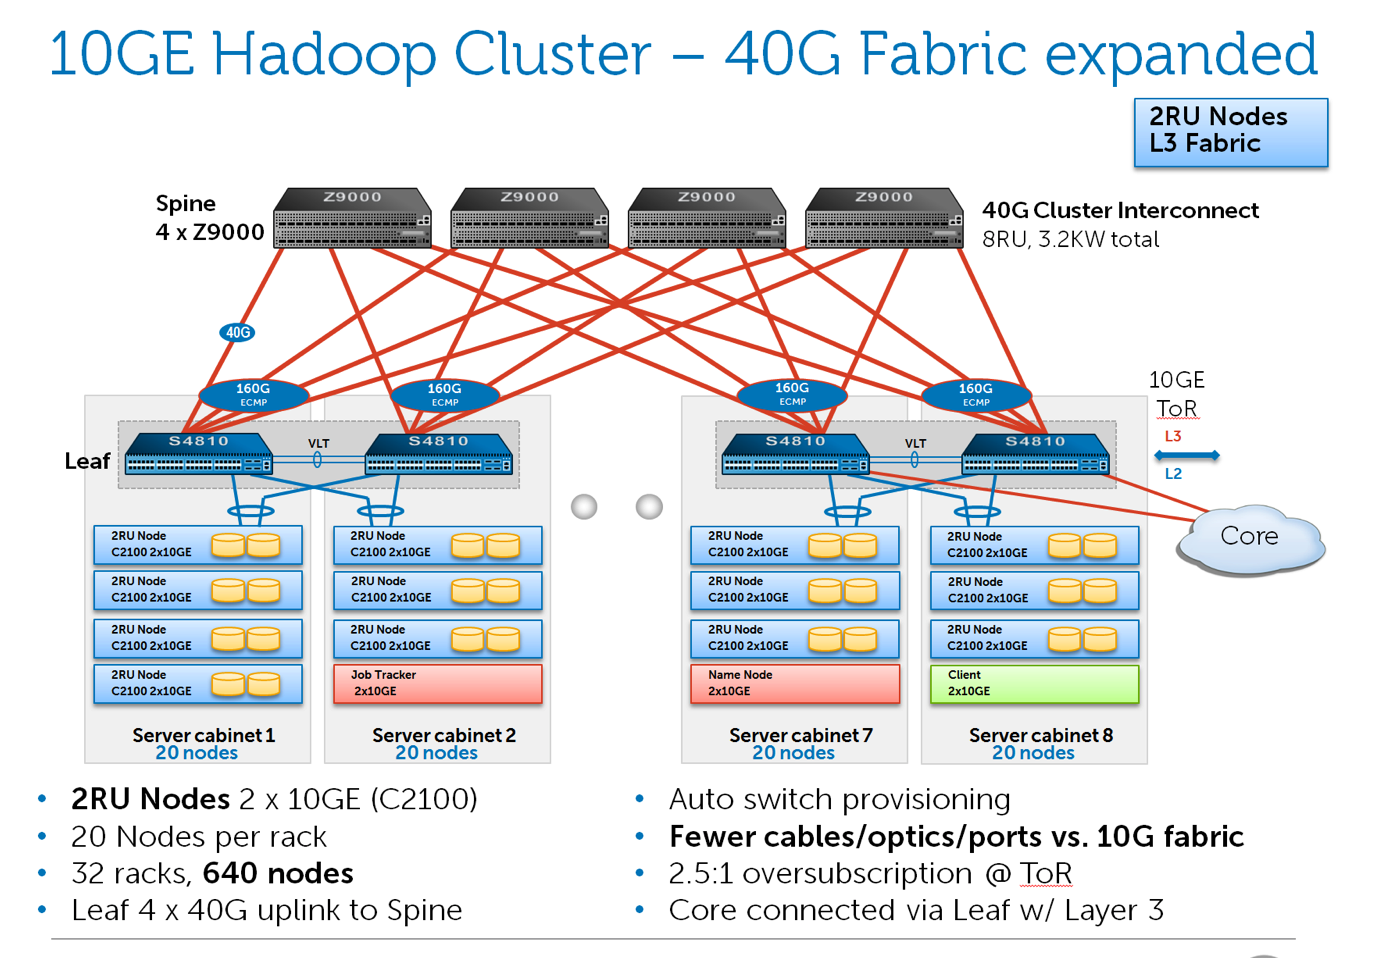 10GE Hadoop Cluster – 40G Fabric expanded
2RU Nodes
L3 Fabric
Spine
4 x Z9000
Z9000
Z9000
Z9000
Z9000
40G Cluster Interconnect
8RU, 3.2KW total
40G
160G
ECMP
160G
ECMP
160G
ECMP
160G
ECMP
10GE
ToR
L3
L2
Leaf
S4810
VLT
S4810
S4810
VLT
S4810
Core
2RU Node
C2100 2x10GE
2RU Node
C2100 2x10GE
2RU Node
C2100 2x10GE
2RU Node
C2100 2x10GE
Server cabinet 1
20 nodes
2RU Node
C2100 2x10GE
2RU Node
C2100 2x10GE
2RU Node
C2100 2x10GE
Job Tracker
2x10GE
Server cabinet 2
20 nodes
2RU Node
C2100 2x10GE
2RU Node
C2100 2x10GE
2RU Node
C2100 2x10GE
Name Node
2x10GE
Server cabinet 7
20 nodes
2RU Node
C2100 2x10GE
2RU Node
C2100 2x10GE
2RU Node
C2100 2x10GE
Client
2x10GE
Server cabinet 8
20 nodes
• 2RU Nodes 2 x 10GE (C2100)
• 20 Nodes per rack
• 32 racks, 640 nodes
• Leaf 4 x 40G uplink to Spine
• Auto switch provisioning
• Fewer cables/optics/ports vs. 10G fabric
• 2.5:1 oversubscription @ ToR
• Core connected via Leaf w/ Layer 3